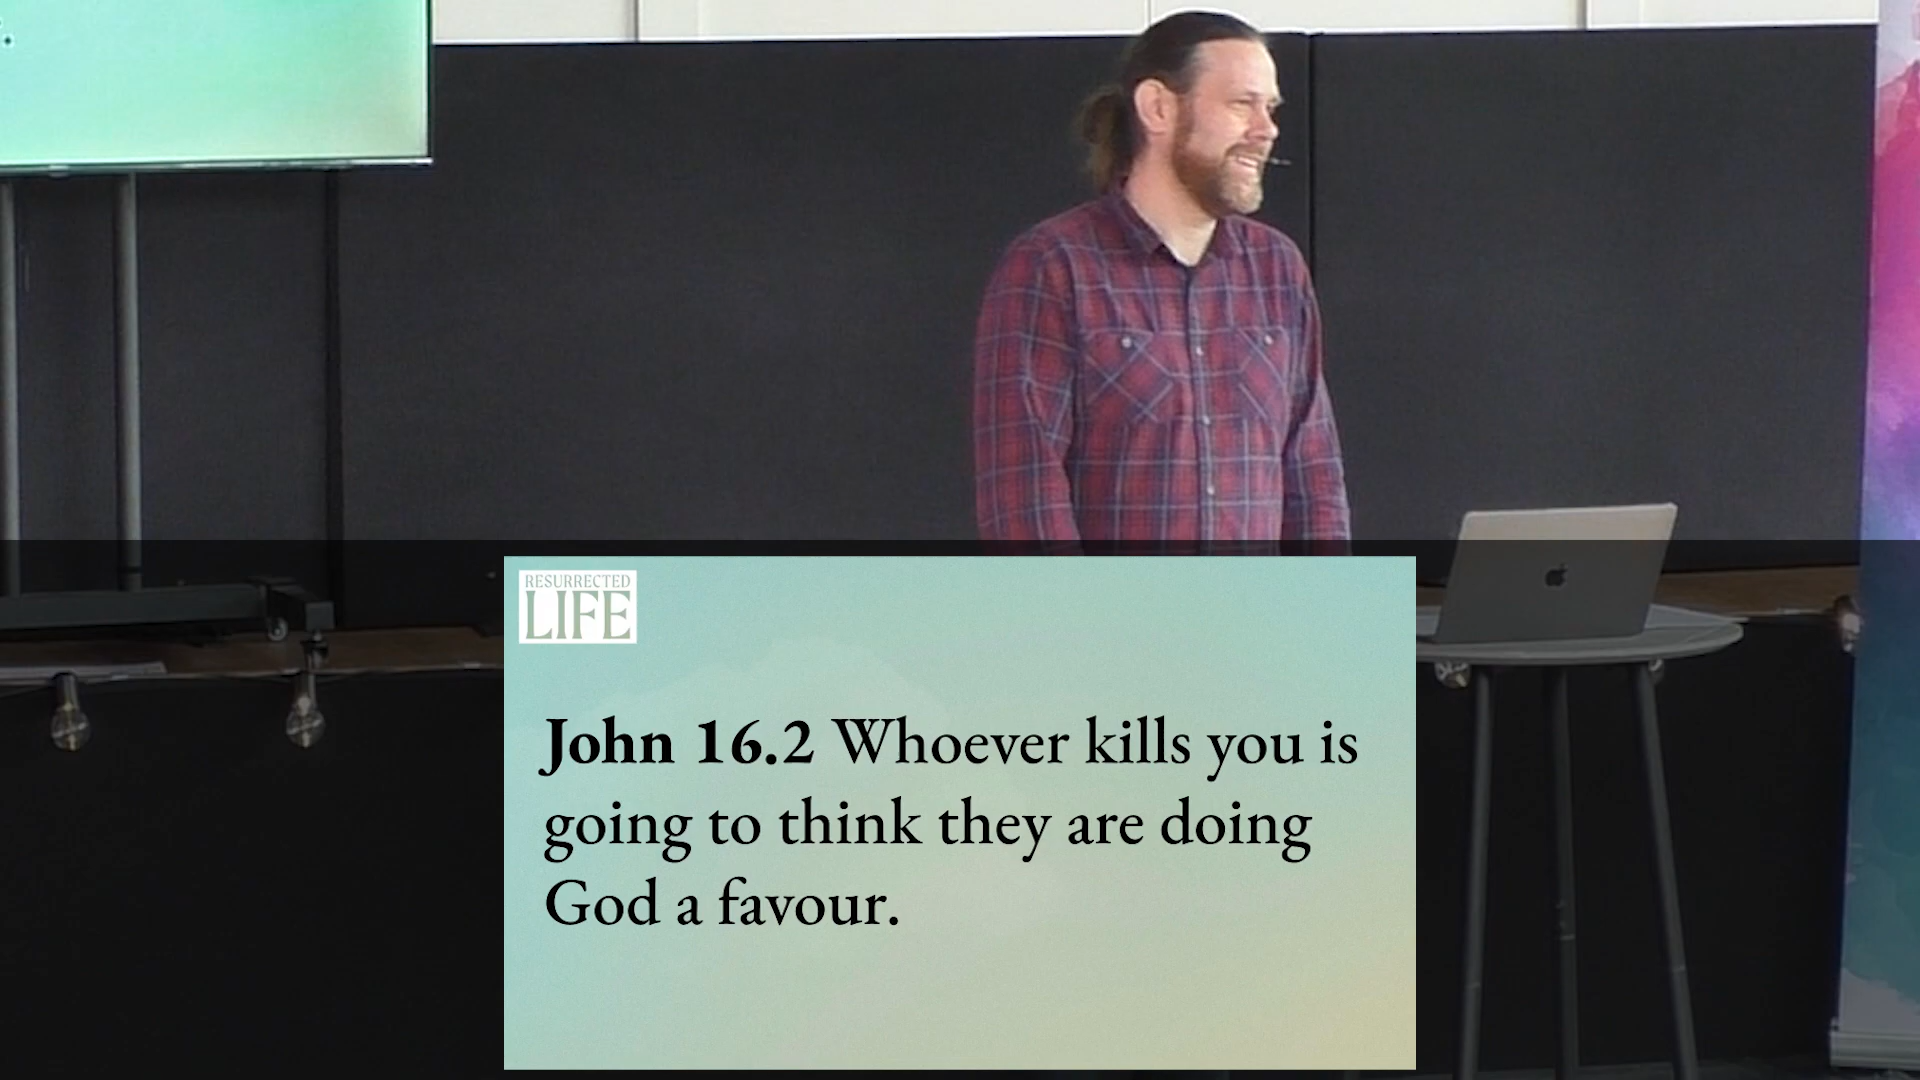 RESURRECTED
LIFE
John 16.2 Whoever kills you is
going to think they are doing
God a favour.